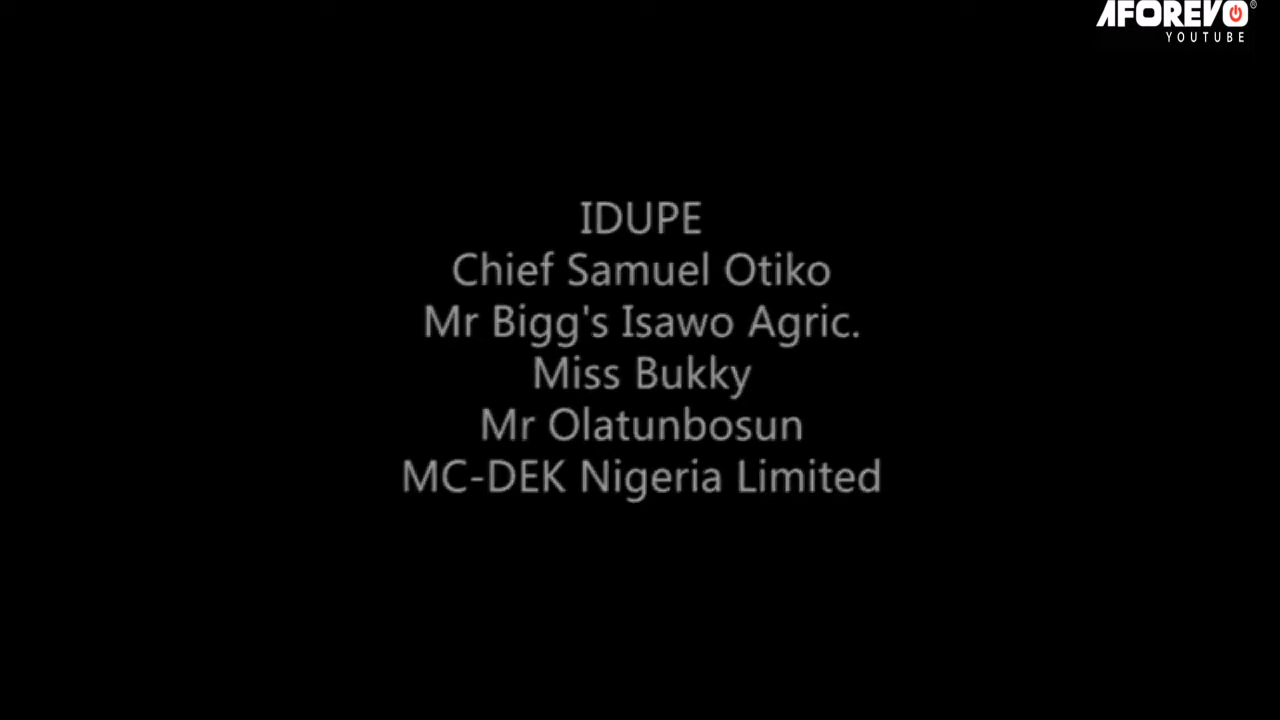 AFOREVO®
YOUTUBE
IDUPE
Chief Samuel Otiko
Mr Bigg's Isawo Agric.
Miss Bukky
Mr Olatunbosun
MC-DEK Nigeria Limited